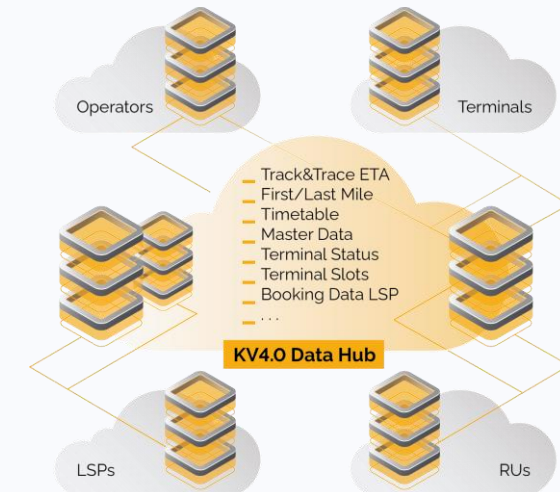 Operators
Terminals
Track&Trace ETA
First/Last Mile
Timetable
Master Data
Terminal Status
Terminal Slots
Booking Data LSP
. . .
KV4.0 Data Hub
LSPs
RUs